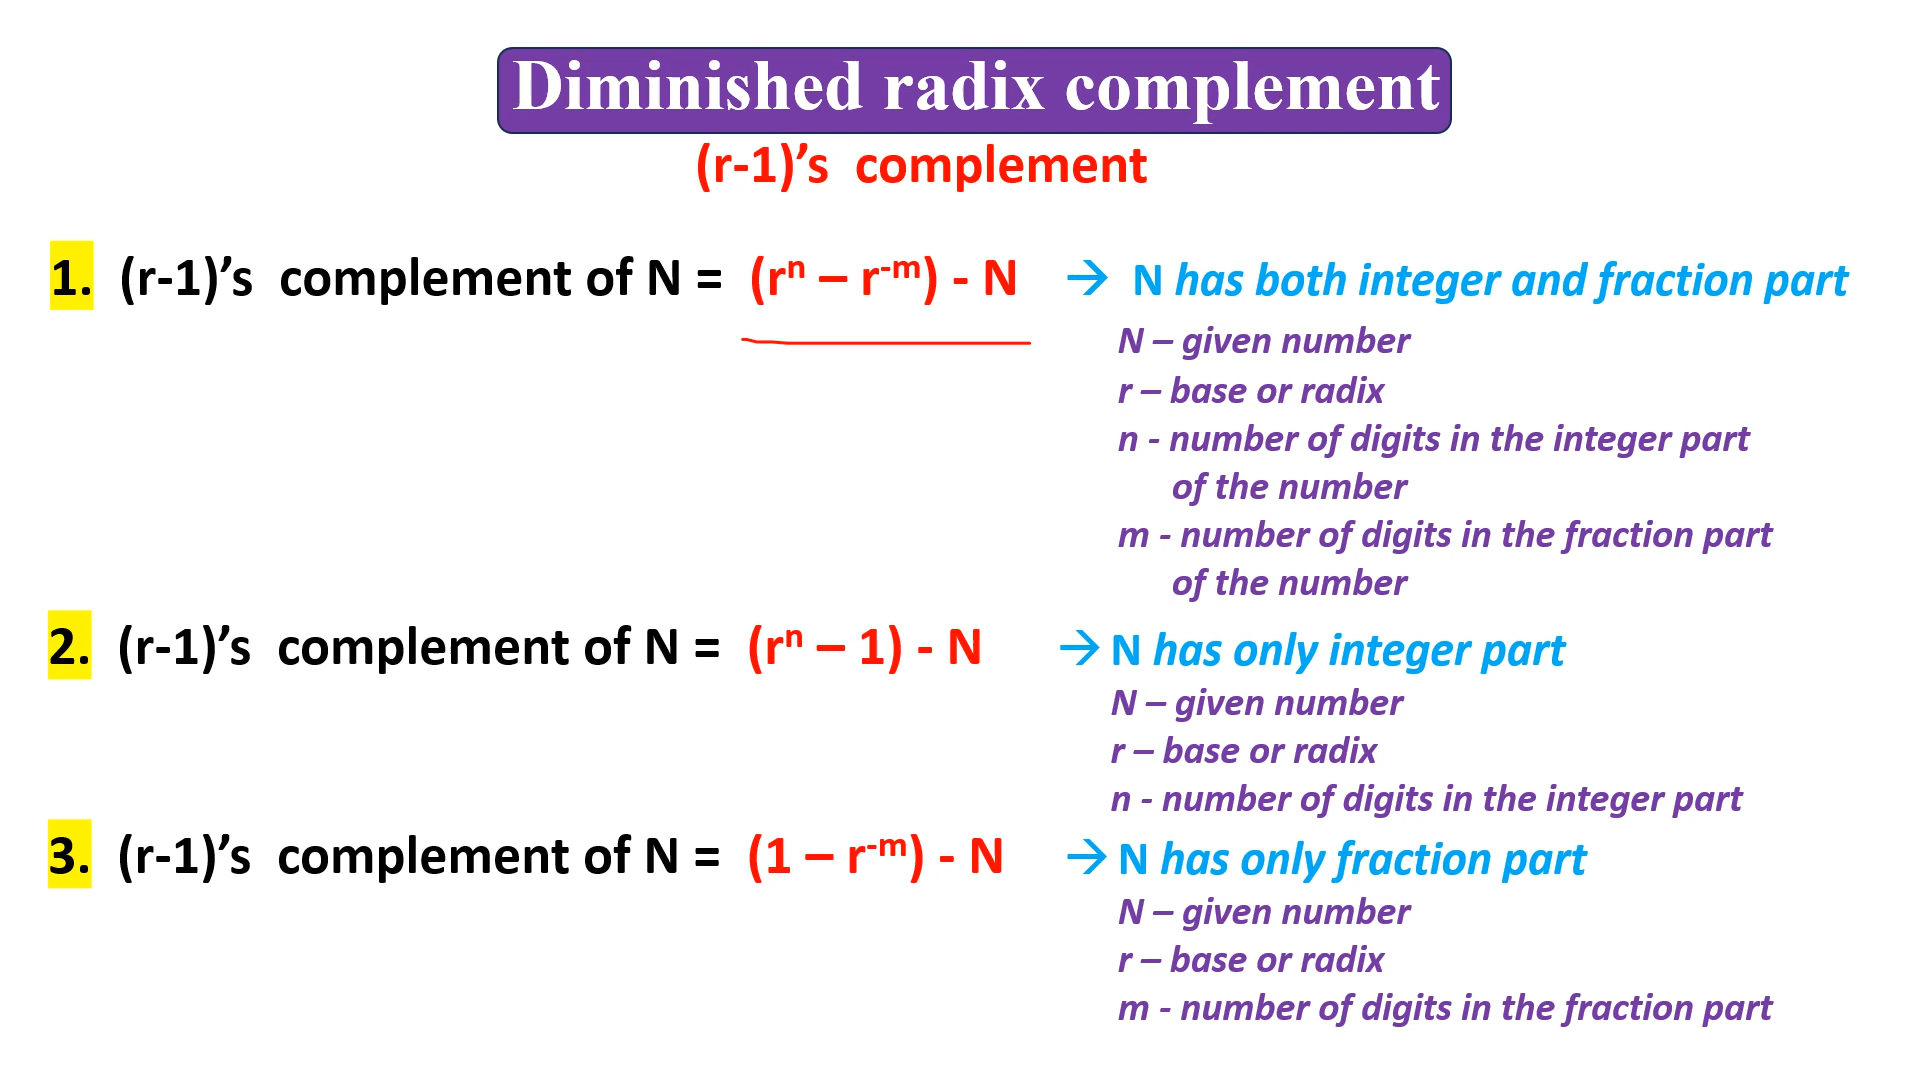 Diminished radix complement
(r-1)’s complement
1. (r-1)’s complement of N = (rⁿ – r⁻ᵐ) - N → N has both integer and fraction part
N – given number
r – base or radix
n - number of digits in the integer part
of the number
m - number of digits in the fraction part
of the number
2. (r-1)’s complement of N = (rⁿ – 1) - N → N has only integer part
N – given number
r – base or radix
n - number of digits in the integer part
3. (r-1)’s complement of N = (1 – r⁻ᵐ) - N → N has only fraction part
N – given number
r – base or radix
m - number of digits in the fraction part